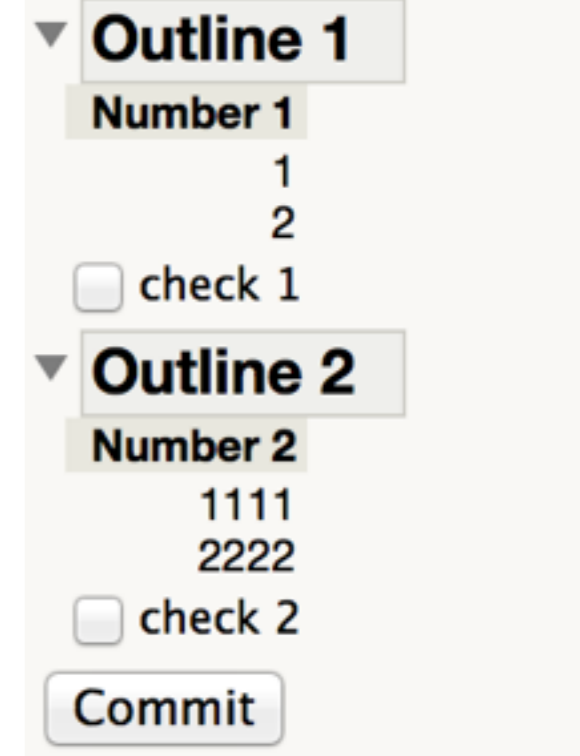 Outline 1
Number 1
1
2
check 1
Outline 2
Number 2
1111
2222
check 2
Commit